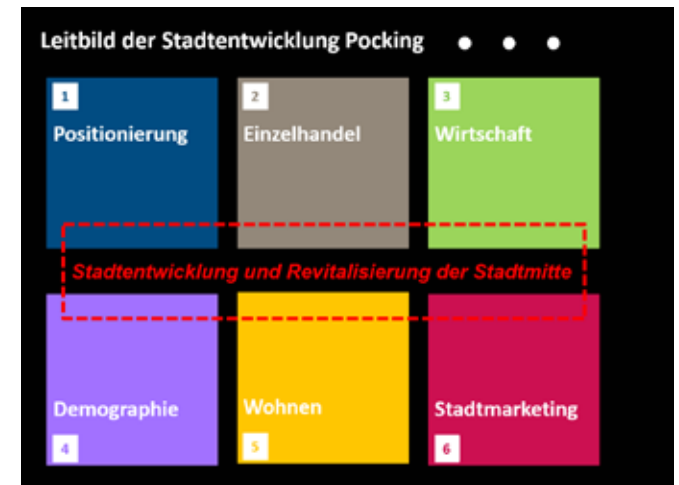 Leitbild der Stadtentwicklung Pocking
1
Positionierung
2
Einzelhandel
3
Wirtschaft
Stadtentwicklung und Revitalisierung der Stadtmitte
Demographie
4
Wohnen
5
Stadtmarketing
6